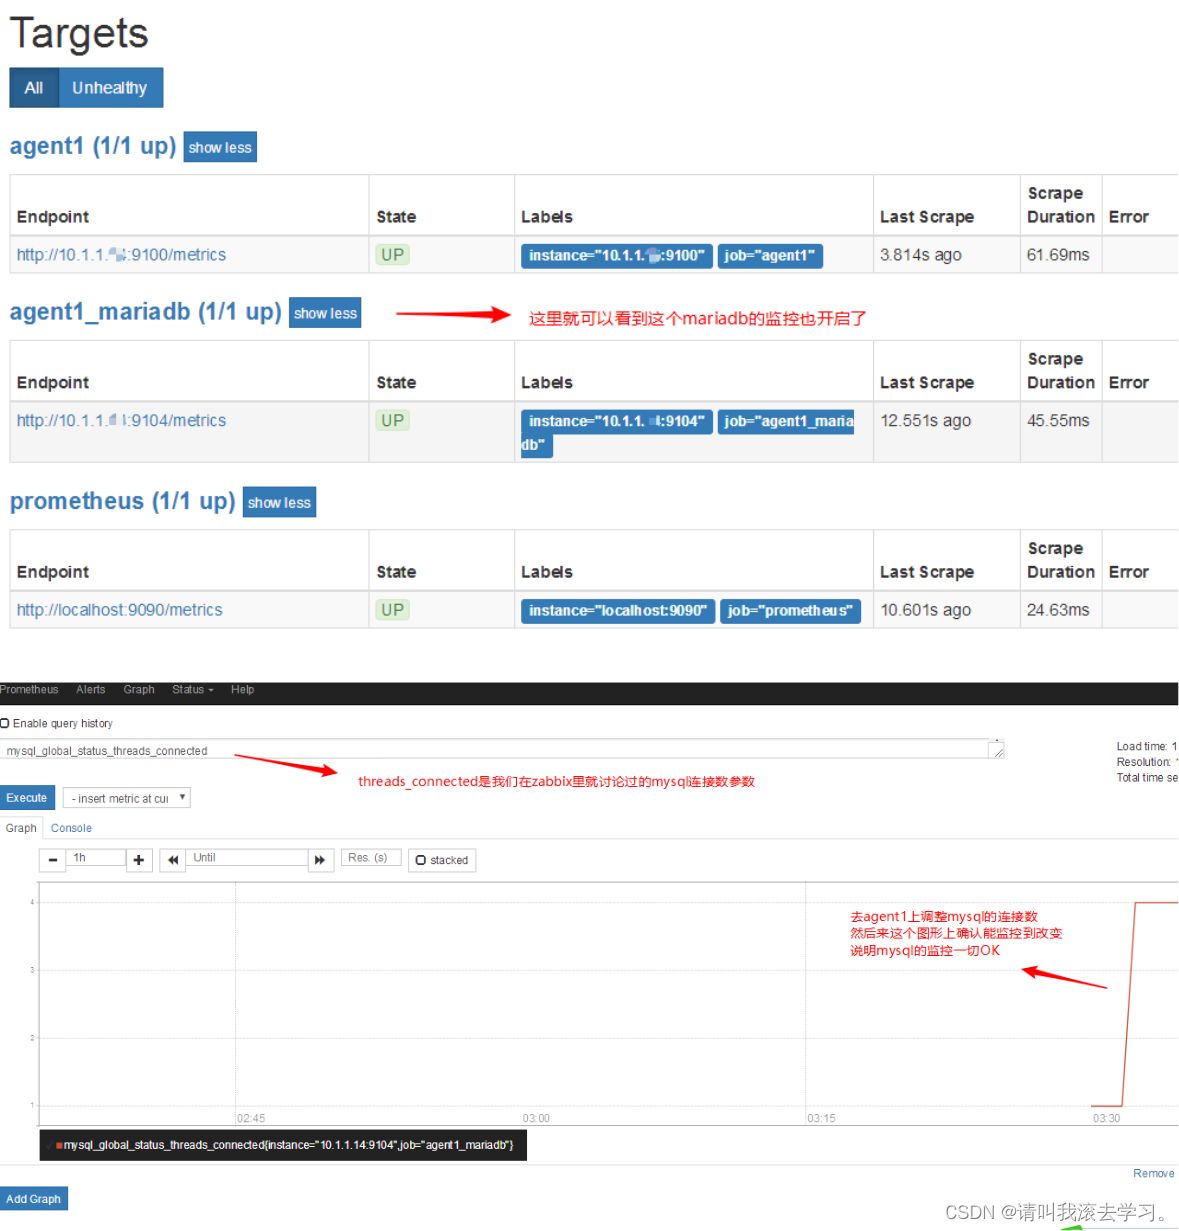 Targets
All Unhealthy
agent1 (1/1 up) show less
Endpoint State Labels Last Scrape Scrape Duration Error
http://10.1.1. :9100/metrics UP instance="10.1.1. :9100" job="agent1" 3.814s ago 61.69ms
agent1_mariadb (1/1 up) show less 这里就可以看到这个mariadb的监控也开启了
Endpoint State Labels Last Scrape Scrape Duration Error
http://10.1.1. :9104/metrics UP instance="10.1.1. :9104" job="agent1_mariadb" 12.551s ago 45.55ms
prometheus (1/1 up) show less
Endpoint State Labels Last Scrape Scrape Duration Error
http://localhost:9090/metrics UP instance="localhost:9090" job="prometheus" 10.601s ago 24.63ms
Prometheus Alerts Graph Status Help
Enable query history
mysql_global_status_threads_connected
Load time: 1
Resolution: 1
Total time se
threads_connected是我们在zabbix里就讨论过的mysql连接数参数
Execute - insert metric at cur
Graph Console
1h Until Res. (s) stacked
4
3
2
1
去agent1上调整mysql的连接数
然后来这个图形上确认能监控到改变
说明mysql的监控一切OK
02:45 03:00 03:15 03:30
mysql_global_status_threads_connected{instance="10.1.1.14:9104",job="agent1_mariadb"}
Remove
Add Graph
CSDN @请叫我滚去学习。